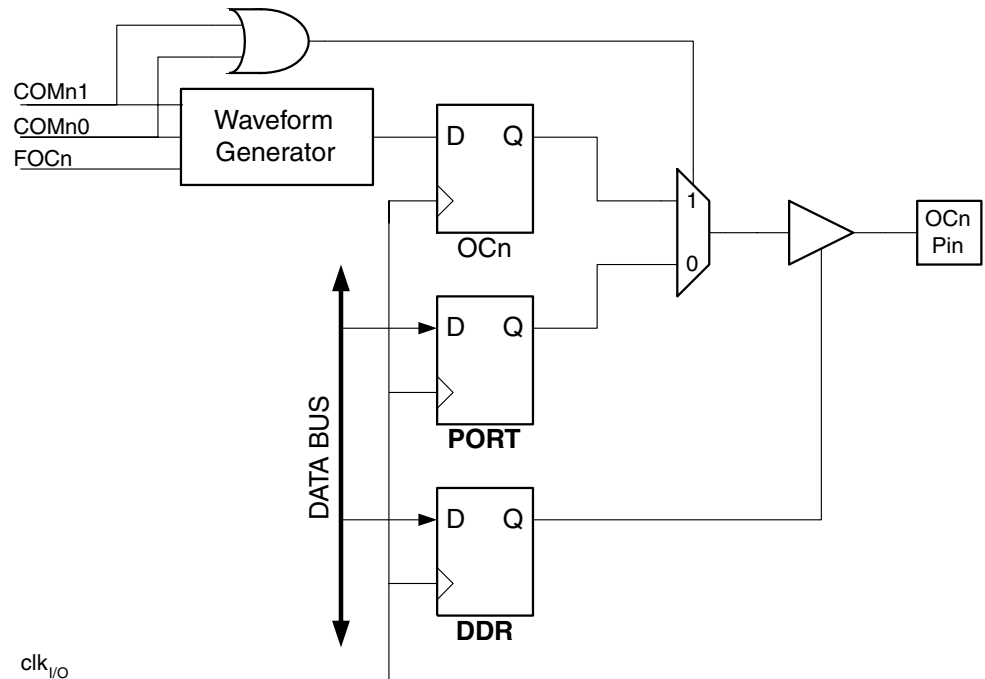 COMn1
COMn0
FOCn
Waveform
Generator
D Q
OCn
1
0
OCn
Pin
D Q
PORT
DATA BUS
D Q
DDR
clkI/O